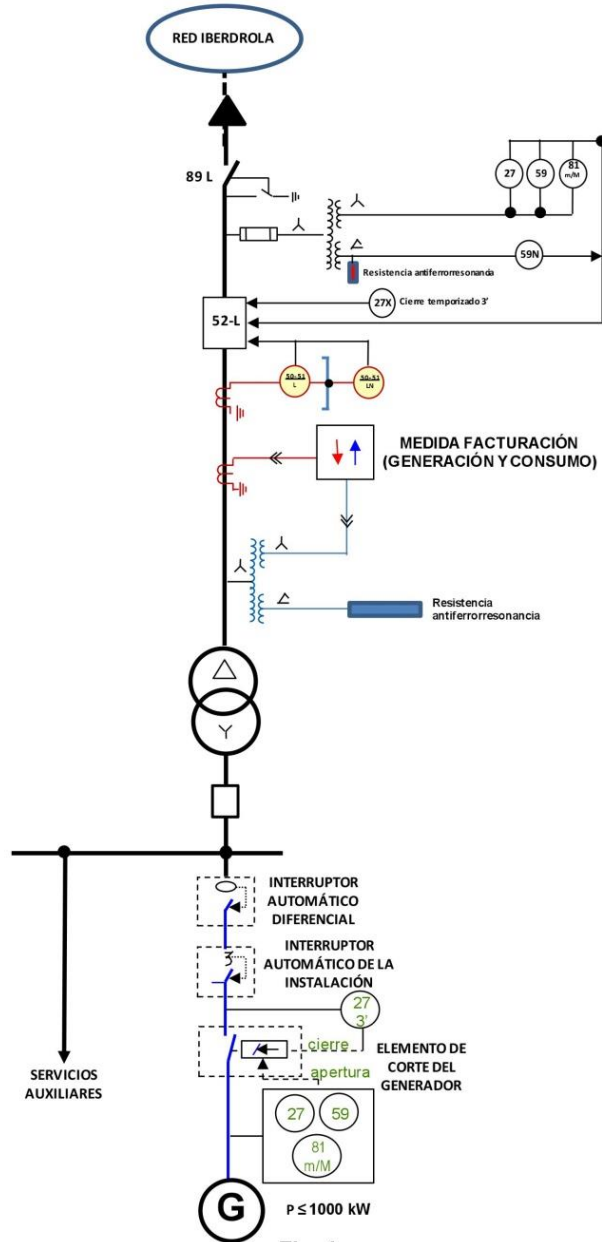 RED IBERDROLA
89 L
27
59
81
m/M
59N
Resistencia antiferrorresonancia
27X
Cierre temporizado 3'
52-L
50-51
L
50-51
LN
MEDIDA FACTURACIÓN
(GENERACIÓN Y CONSUMO)
Resistencia
antiferrorresonancia
INTERRUPTOR
AUTOMÁTICO
DIFERENCIAL
INTERRUPTOR
AUTOMÁTICO DE LA
INSTALACIÓN
27
3'
cierre
apertura
ELEMENTO DE
CORTE DEL
GENERADOR
SERVICIOS
AUXILIARES
27
59
81
m/M
G
P ≤ 1000 kW